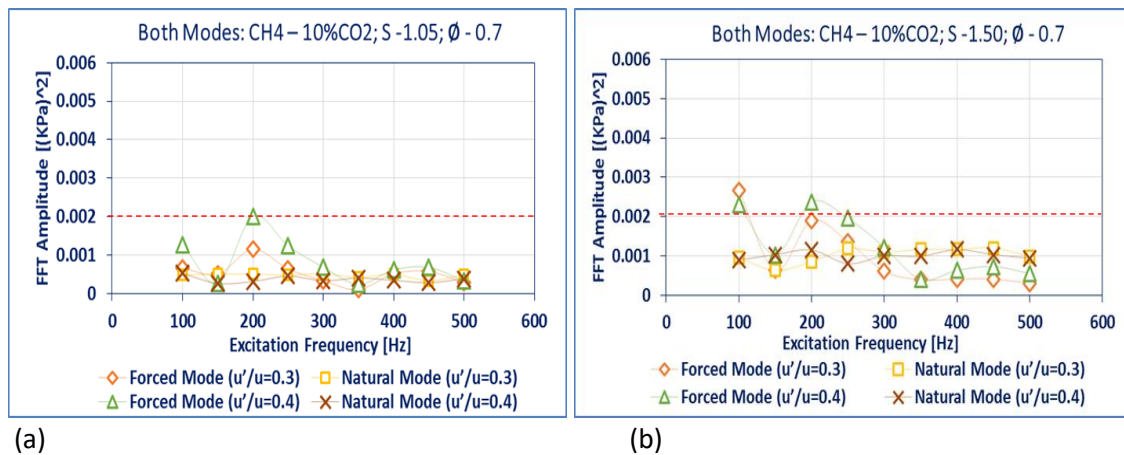 Both Modes: CH4 – 10%CO2; S -1.05; Ø - 0.7
FFT Amplitude [(KPa)^2]
0.006
0.005
0.004
0.003
0.002
0.001
0
0 100 200 300 400 500 600
Excitation Frequency [Hz]
Forced Mode (u'/u=0.3) Natural Mode (u'/u=0.3)
Forced Mode (u'/u=0.4) Natural Mode (u'/u=0.4)
(a)
Both Modes: CH4 – 10%CO2; S -1.50; Ø - 0.7
FFT Amplitude [(KPa)^2]
0.006
0.005
0.004
0.003
0.002
0.001
0
0 100 200 300 400 500 600
Excitation Frequency [Hz]
Forced Mode (u'/u=0.3) Natural Mode (u'/u=0.3)
Forced Mode (u'/u=0.4) Natural Mode (u'/u=0.4)
(b)